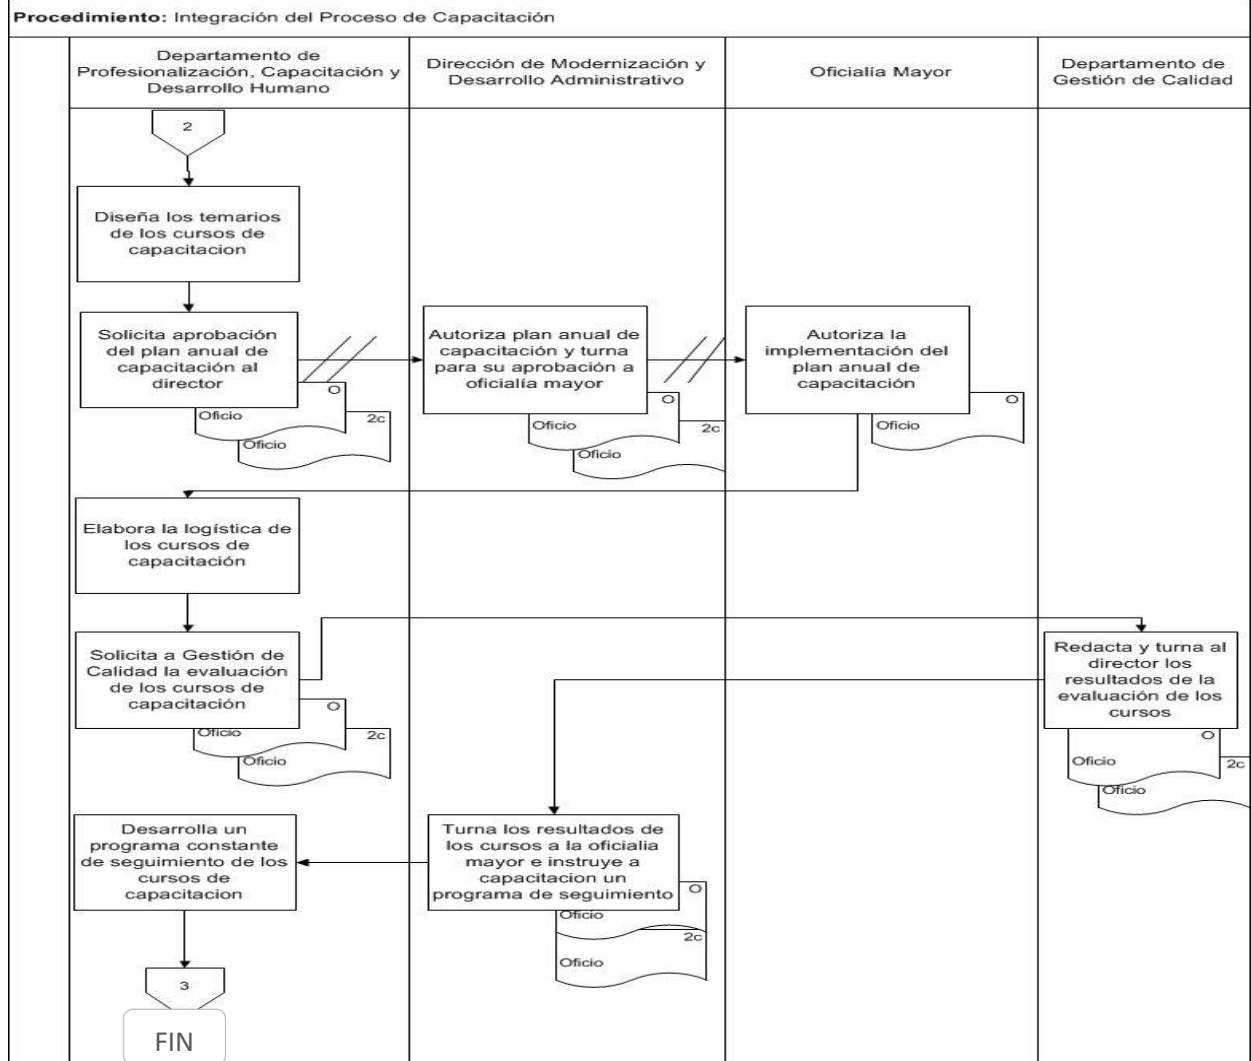 Procedimiento: Integración del Proceso de Capacitación
Departamento de
Profesionalización, Capacitación y
Desarrollo Humano
Dirección de Modernización y
Desarrollo Administrativo
Oficialía Mayor
Departamento de
Gestión de Calidad
2
Diseña los temarios
de los cursos de
capacitacion
Solicita aprobación
del plan anual de
capacitación al
director
O
Oficio
2c
Oficio
Autoriza plan anual de
capacitación y turna
para su aprobación a
oficialía mayor
O
Oficio
2c
Oficio
Autoriza la
implementación del
plan anual de
capacitación
O
Oficio
Elabora la logística de
los cursos de
capacitación
Solicita a Gestión de
Calidad la evaluación
de los cursos de
capacitación
O
Oficio
2c
Oficio
Redacta y turna al
director los
resultados de la
evaluación de los
cursos
O
Oficio
2c
Oficio
Turna los resultados de
los cursos a la oficialia
mayor e instruye a
capacitacion un
programa de seguimiento
O
Oficio
2c
Oficio
Desarrolla un
programa constante
de seguimiento de los
cursos de
capacitacion
3
FIN